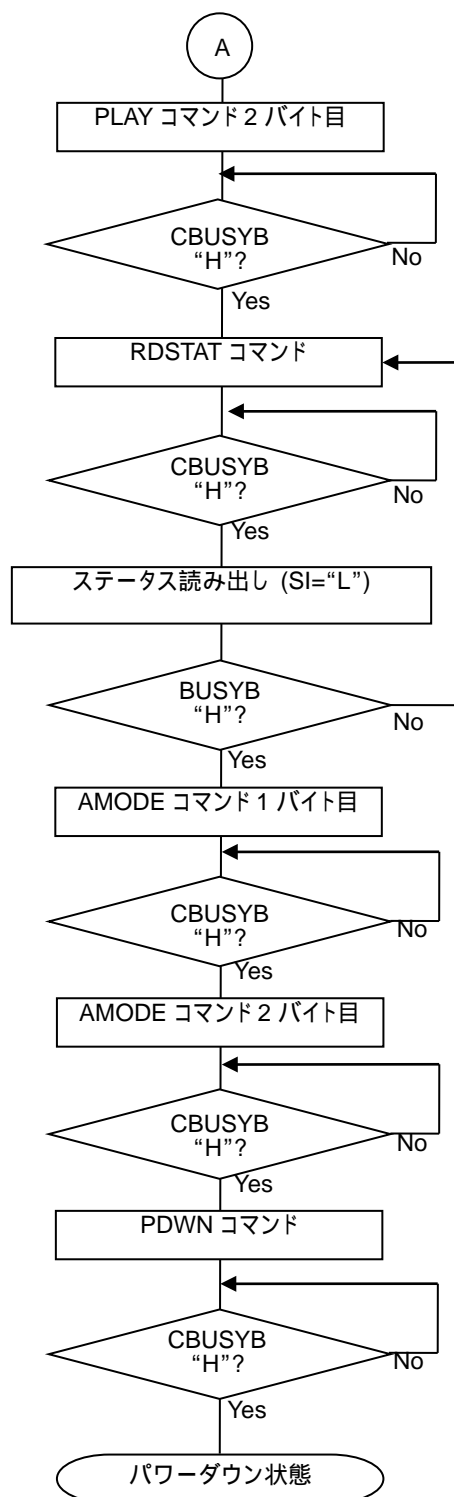 A
PLAY コマンド 2 バイト目
CBUSYB
“H”?
No
Yes
RDSTAT コマンド
CBUSYB
“H”?
No
Yes
ステータス読み出し (SI=“L”)
BUSYB
“H”?
No
Yes
AMODE コマンド 1 バイト目
CBUSYB
“H”?
No
Yes
AMODE コマンド 2 バイト目
CBUSYB
“H”?
No
Yes
PDWN コマンド
CBUSYB
“H”?
No
Yes
パワーダウン状態